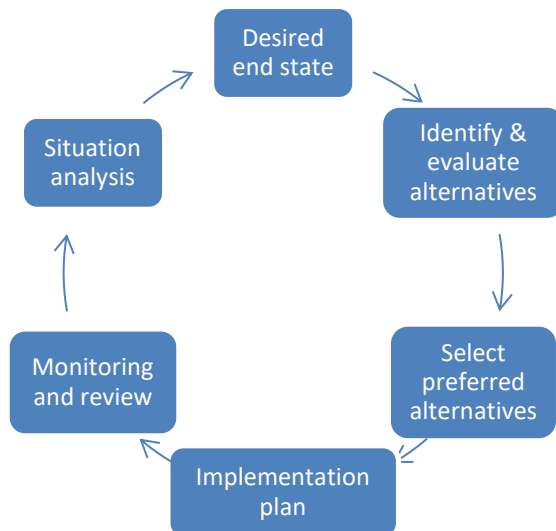 Desired
end state
Identify &
evaluate
alternatives
Select
preferred
alternatives
Implementation
plan
Monitoring
and review
Situation
analysis